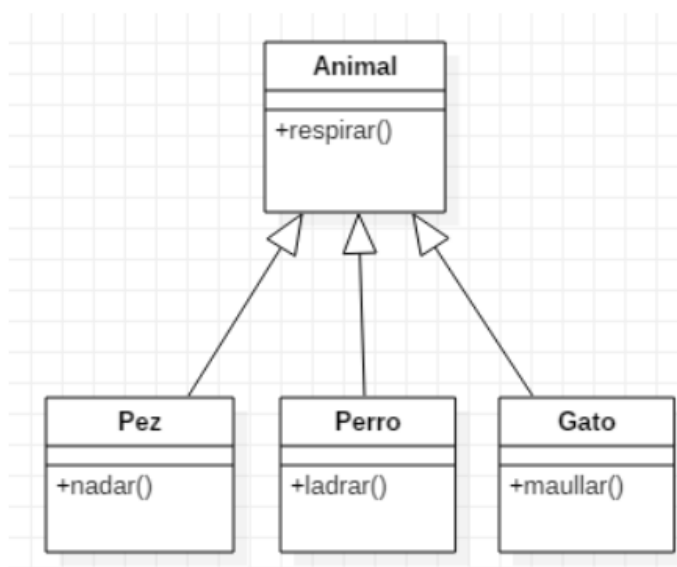 Animal
+respirar()
Pez
+nadar()
Perro
+ladrar()
Gato
+maullar()